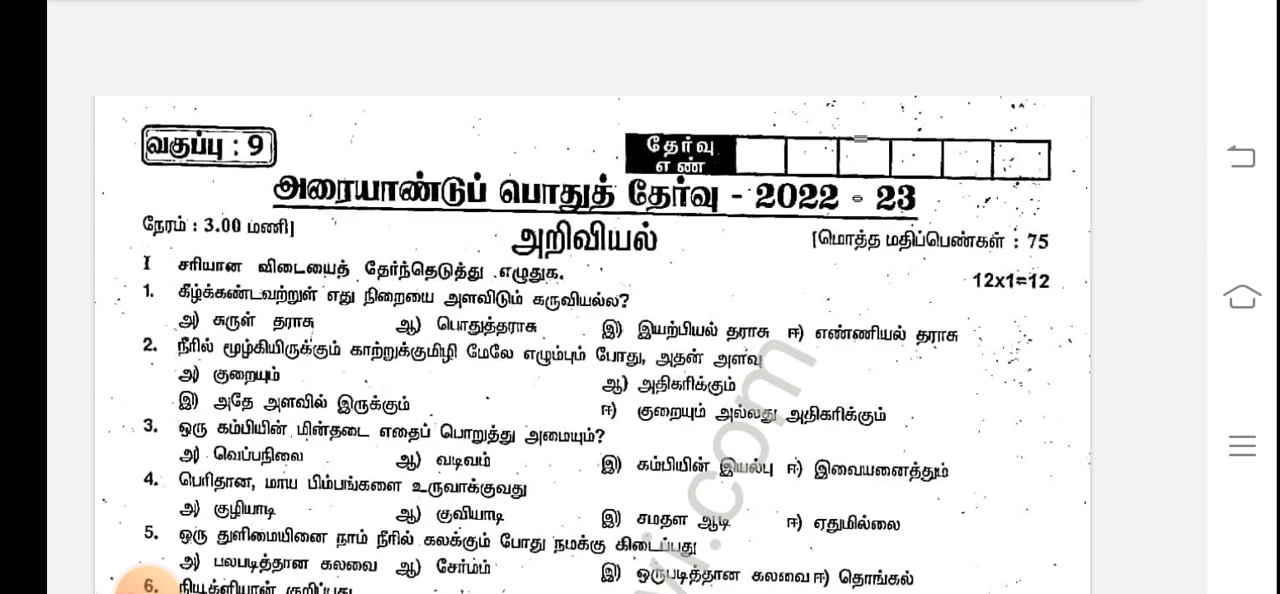 வகுப்பு : 9
தேர்வு
எண்
அரையாண்டுப் பொதுத் தேர்வு - 2022 - 23
நேரம் : 3.00 மணி]
அறிவியல்
[மொத்த மதிப்பெண்கள் : 75
I சரியான விடையைத் தேர்ந்தெடுத்து எழுதுக.
12x1=12
1. கீழ்க்கண்டவற்றுள் எது நிறையை அளவிடும் கருவியல்ல?
அ) சுருள் தராசு ஆ) பொதுத்தராசு இ) இயற்பியல் தராசு ஈ) எண்ணியல் தராசு
2. நீரில் மூழ்கியிருக்கும் காற்றுக்குமிழி மேலே எழும்பும் போது, அதன் அளவு
அ) குறையும் ஆ) அதிகரிக்கும்
இ) அதே அளவில் இருக்கும் ஈ) குறையும் அல்லது அதிகரிக்கும்
3. ஒரு கம்பியின் மின்தடை எதைப் பொறுத்து அமையும்?
அ) வெப்பநிலை ஆ) வடிவம் இ) கம்பியின் இயல்பு ஈ) இவையனைத்தும்
4. பெரிதான, மாய பிம்பங்களை உருவாக்குவது
அ) குழியாடி ஆ) குவியாடி இ) சமதள ஆடி ஈ) ஏதுமில்லை
5. ஒரு துளிமையினை நாம் நீரில் கலக்கும் போது நமக்கு கிடைப்பது
அ) பலபடித்தான கலவை ஆ) சேர்மம் இ) ஒருபடித்தான கலவை ஈ) தொங்கல்
6. நியூக்ளியான் குறிப்பது